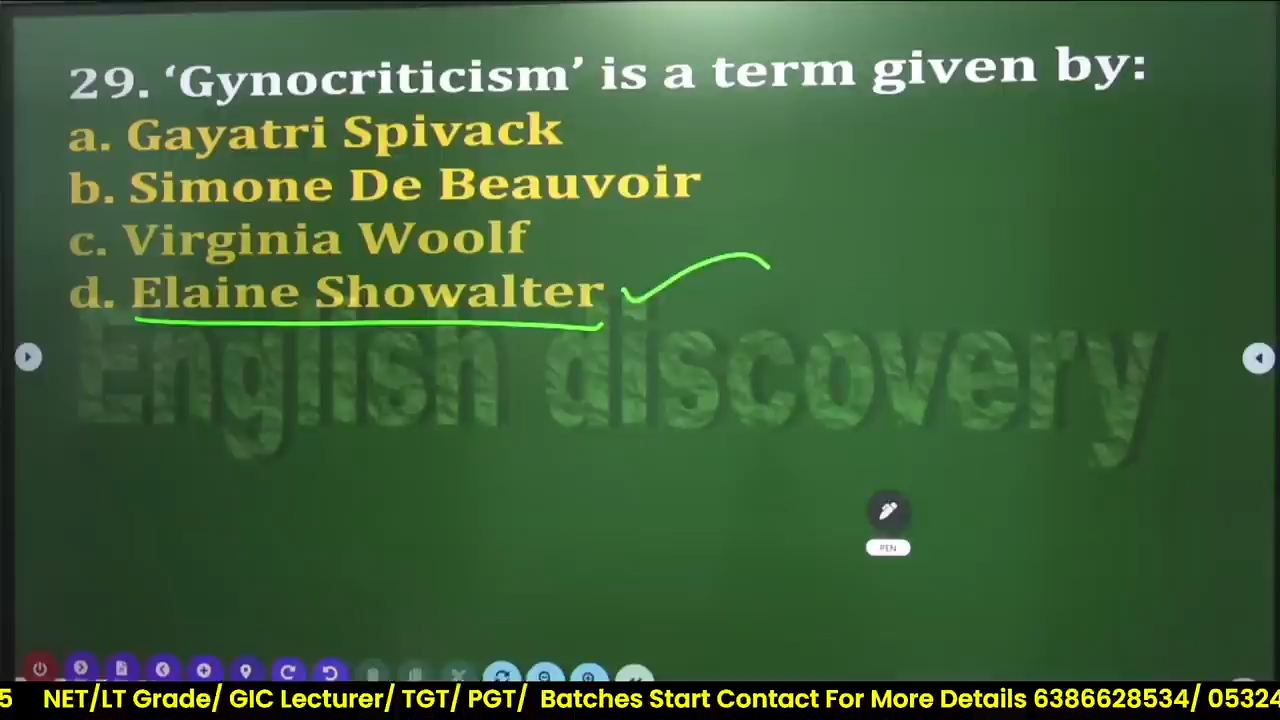 29. ‘Gynocriticism’ is a term given by:
a. Gayatri Spivack
b. Simone De Beauvoir
c. Virginia Woolf
d. Elaine Showalter
English discovery
PEN
5 NET/LT Grade/ GIC Lecturer/ TGT/ PGT/ Batches Start Contact For More Details 6386628534/ 05324